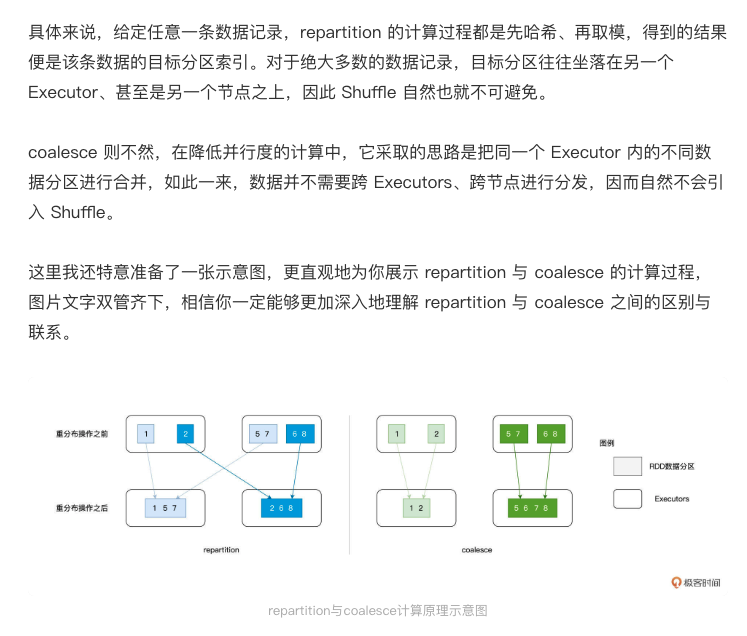 具体来说，给定任意一条数据记录，repartition 的计算过程都是先哈希、再取模，得到的结果
便是该条数据的目标分区索引。对于绝大多数的数据记录，目标分区往往坐落在另一个
Executor、甚至是另一个节点之上，因此 Shuffle 自然也就不可避免。
coalesce 则不然，在降低并行度的计算中，它采取的思路是把同一个 Executor 内的不同数
据分区进行合并，如此一来，数据并不需要跨 Executors、跨节点进行分发，因而自然不会引
入 Shuffle。
这里我还特意准备了一张示意图，更直观地为你展示 repartition 与 coalesce 的计算过程，
图片文字双管齐下，相信你一定能够更加深入地理解 repartition 与 coalesce 之间的区别与
联系。
重分布操作之前
1
2
5 7
6 8
1
2
5 7
6 8
图例
RDD数据分区
Executors
重分布操作之后
1 5 7
2 6 8
1 2
5 6 7 8
repartition
coalesce
极客时间
repartition与coalesce计算原理示意图